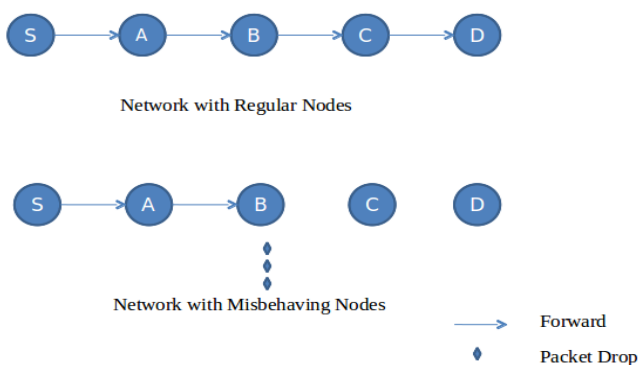 S A B C D
Network with Regular Nodes
S A B C D
Network with Misbehaving Nodes
Forward
Packet Drop